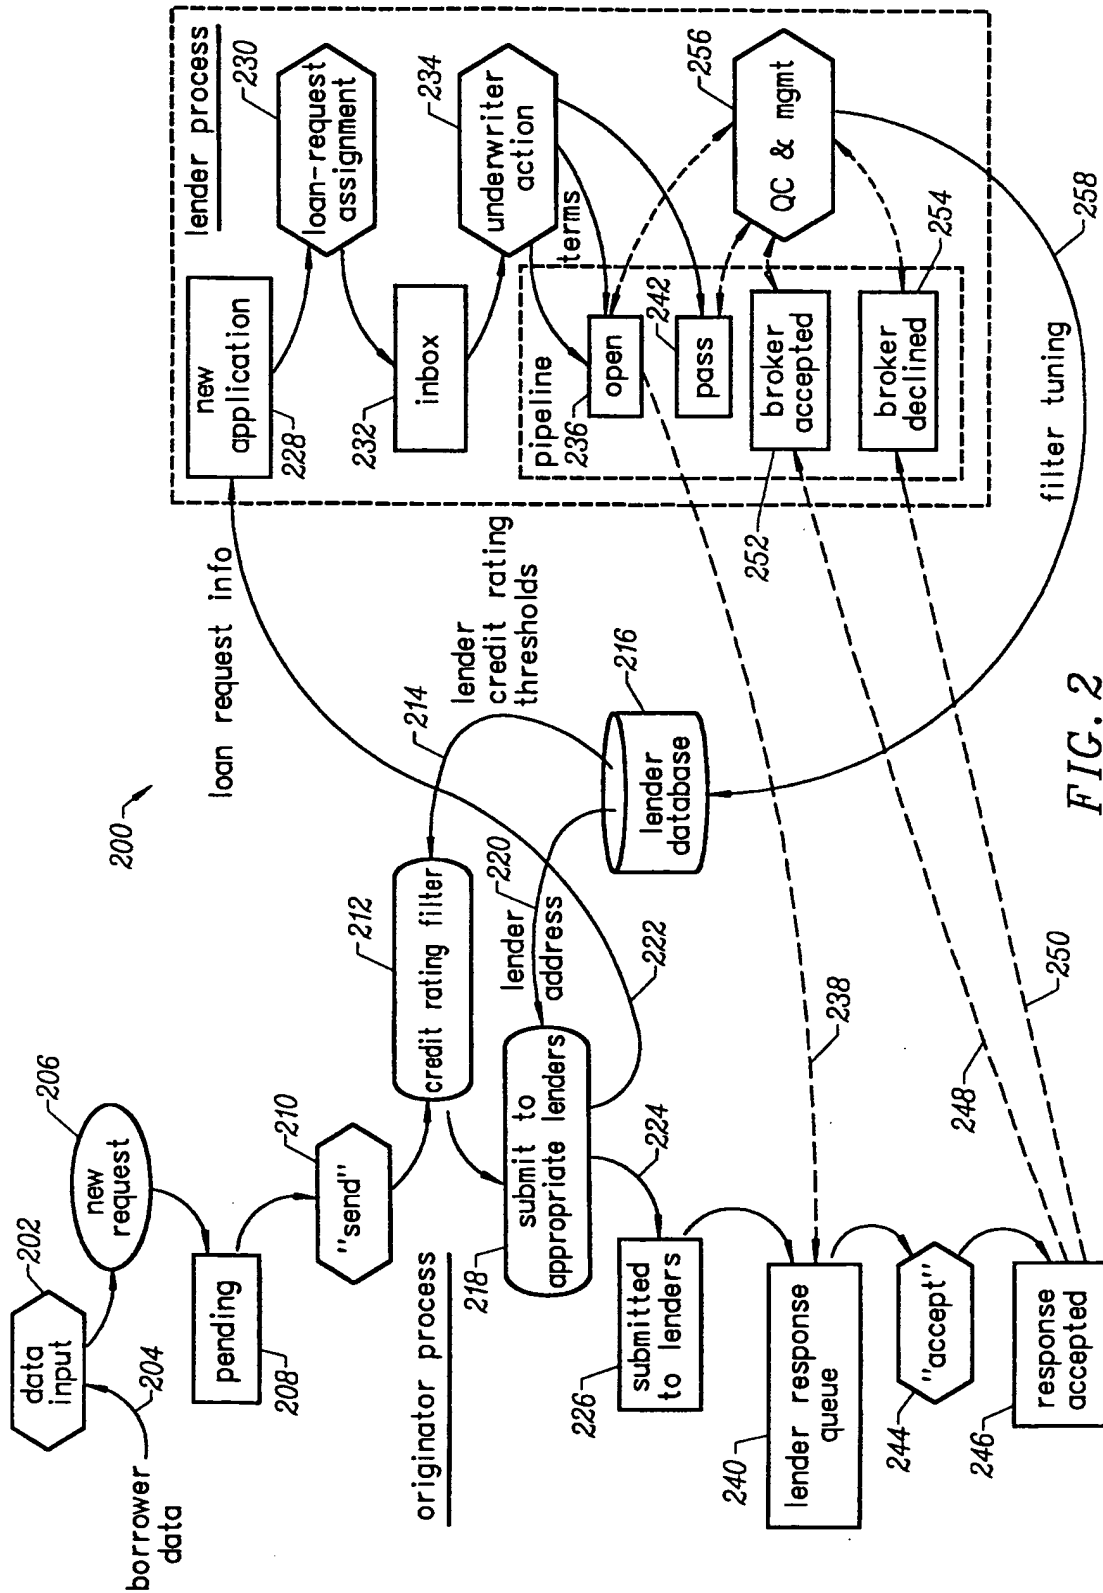 200
borrower
data
204
data
input
202
new
request
206
pending
208
"send"
210
originator process
credit rating filter
212
214
lender
credit rating
thresholds
submit to
appropriate lenders
218
lender
address
220
lender
database
216
222
loan request info
224
submitted
to lenders
226
lender response
queue
240
238
"accept"
244
response
accepted
246
248
250
lender process
new
application
228
loan-request
assignment
230
inbox
232
underwriter
action
234
terms
pipeline
open
236
pass
242
broker
accepted
252
broker
declined
254
QC & mgmt
256
filter tuning
258
FIG. 2